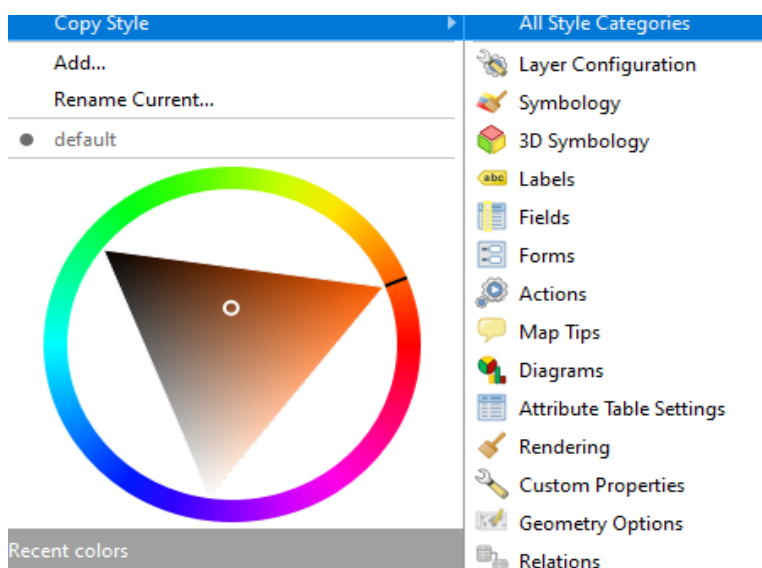 Copy Style
Add...
Rename Current...
default
Recent colors
All Style Categories
Layer Configuration
Symbology
3D Symbology
abc Labels
Fields
Forms
Actions
Map Tips
Diagrams
Attribute Table Settings
Rendering
Custom Properties
Geometry Options
Relations